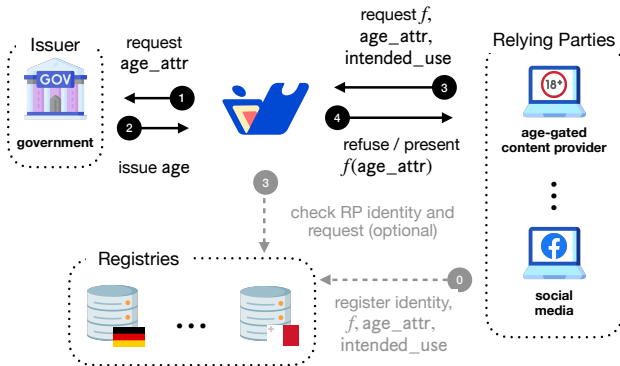 Issuer
GOV
government
request
age_attr
1
2
issue age
request f,
age_attr,
intended_use
3
4
refuse / present
f(age_attr)
Relying Parties
18+
age-gated
content provider
social
media
3
check RP identity and
request (optional)
Registries
0
register identity,
f, age_attr,
intended_use